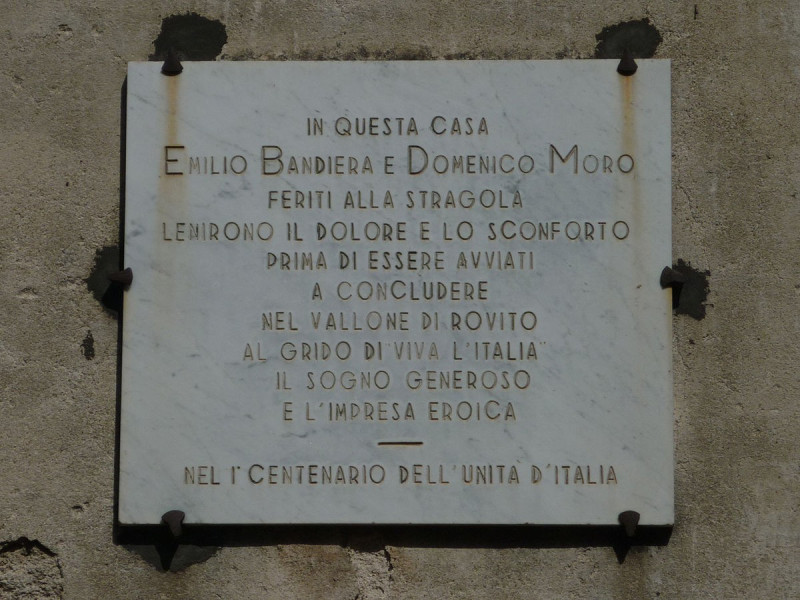 IN QUESTA CASA
EMILIO BANDIERA E DOMENICO MORO
FERITI ALLA STRAGOLA
LENIRONO IL DOLORE E LO SCONFORTO
PRIMA DI ESSERE AVVIATI
A CONCLUDERE
NEL VALLONE DI ROVITO
AL GRIDO DI "VIVA L'ITALIA"
IL SOGNO GENEROSO
E L'IMPRESA EROICA
NEL 1° CENTENARIO DELL'UNITÀ D'ITALIA